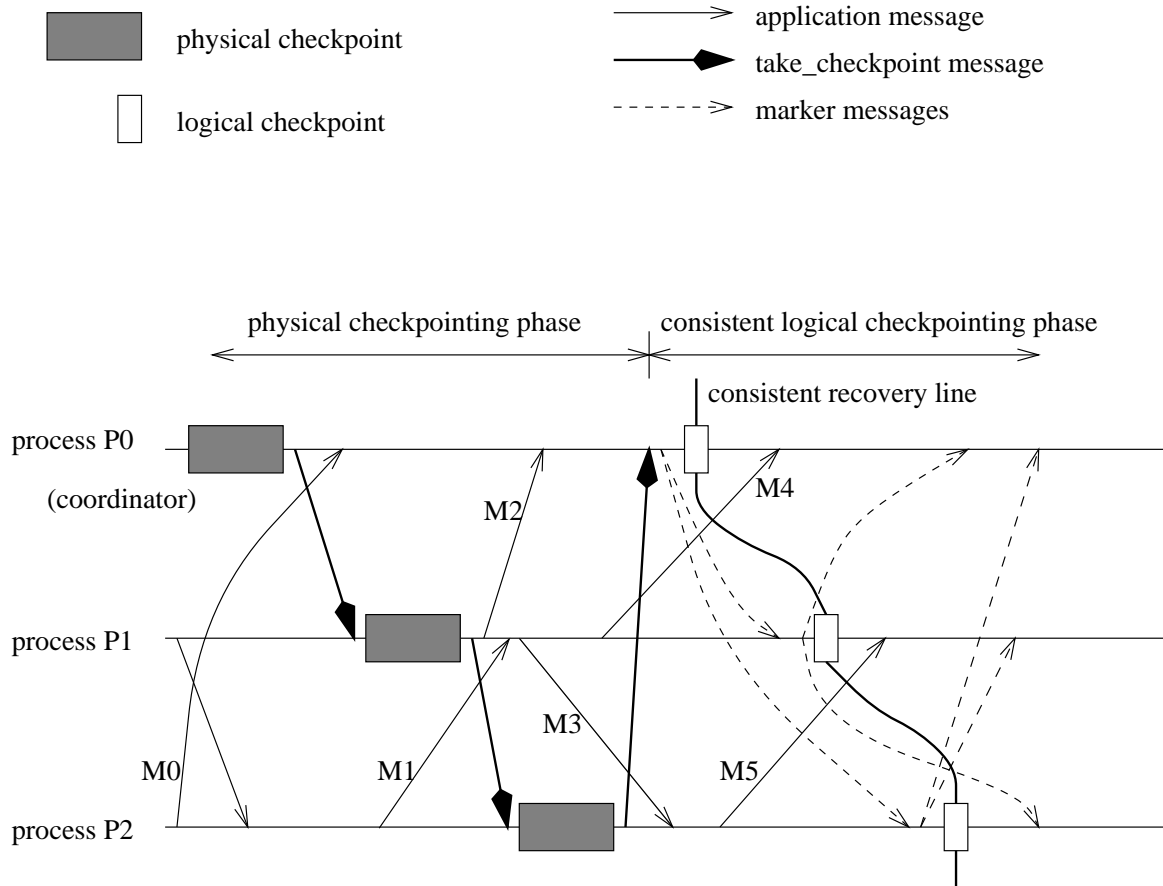 physical checkpoint
logical checkpoint
application message
take_checkpoint message
marker messages
physical checkpointing phase
consistent logical checkpointing phase
consistent recovery line
process P0
(coordinator)
M2
M4
process P1
M3
M0
M1
M5
process P2